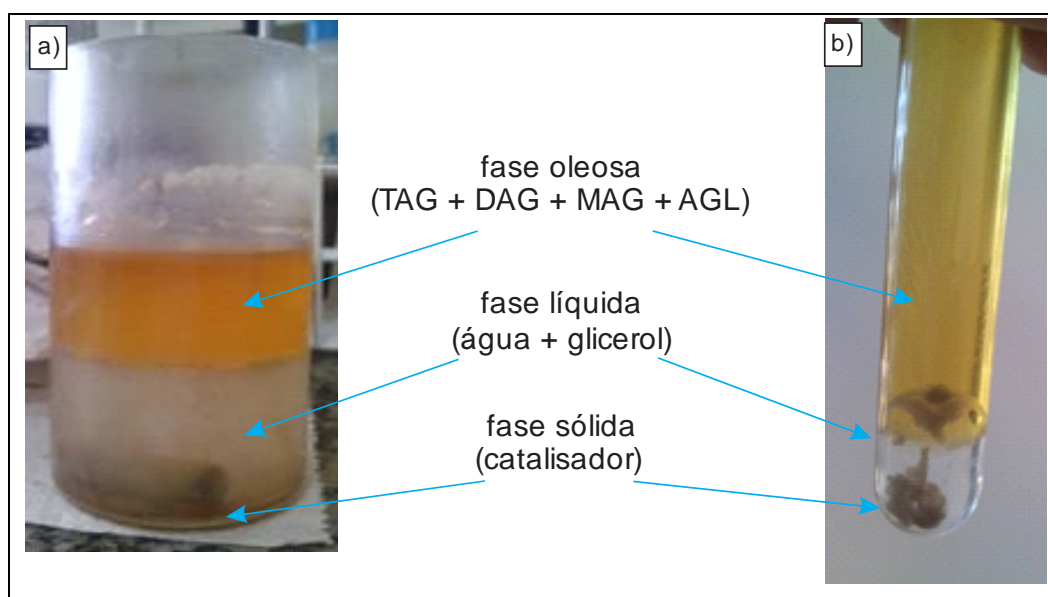 a)
b)
fase oleosa
(TAG + DAG + MAG + AGL)
fase líquida
(água + glicerol)
fase sólida
(catalisador)